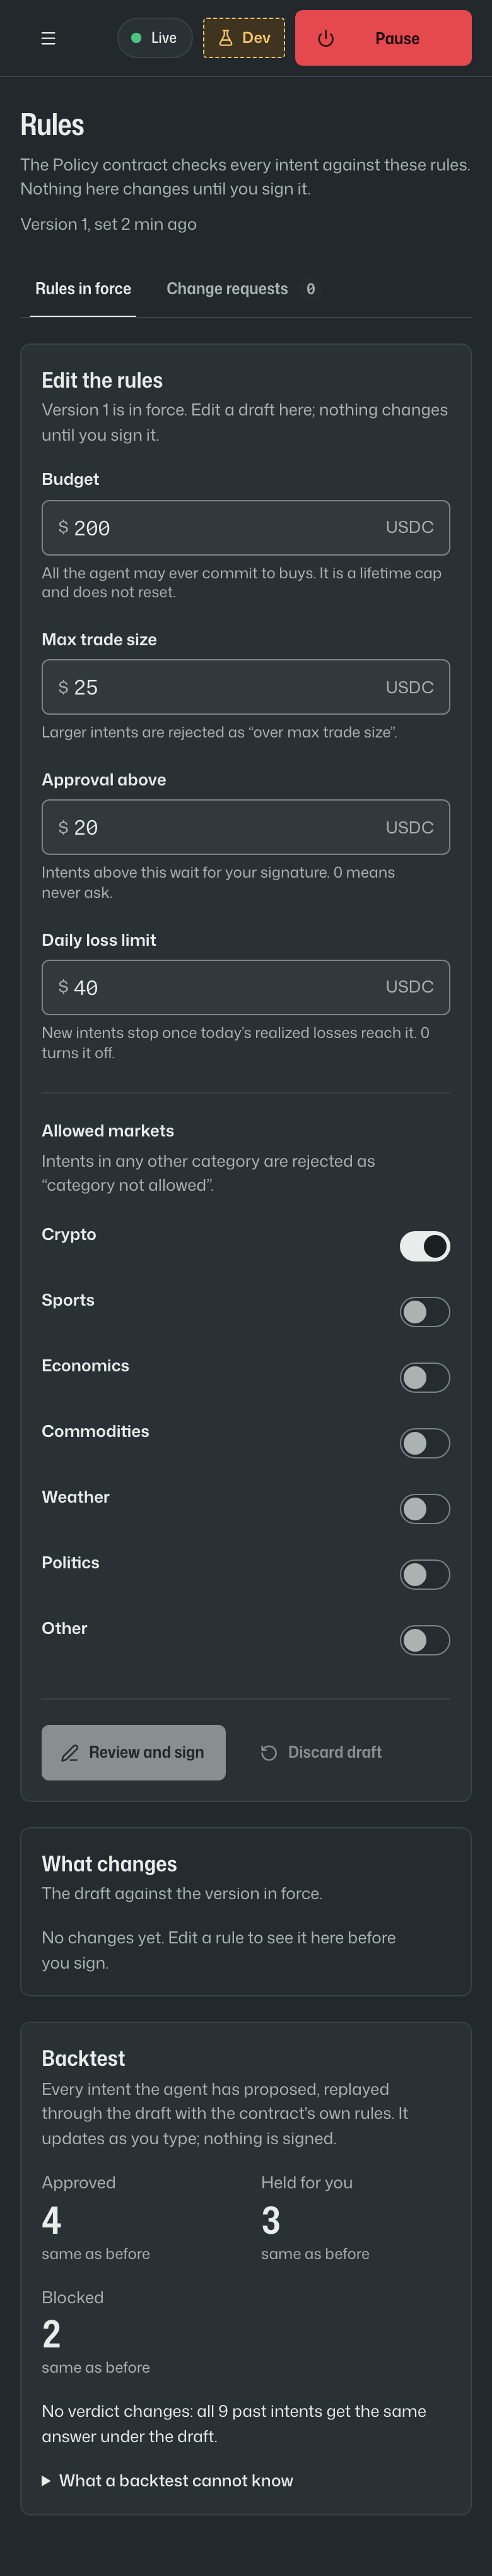 Live
Dev
Pause
Rules
The Policy contract checks every intent against these rules.
Nothing here changes until you sign it.
Version 1, set 2 min ago
Rules in force
Change requests 0
Edit the rules
Version 1 is in force. Edit a draft here; nothing changes
until you sign it.
Budget
$ 200 USDC
All the agent may ever commit to buys. It is a lifetime cap
and does not reset.
Max trade size
$ 25 USDC
Larger intents are rejected as “over max trade size”.
Approval above
$ 20 USDC
Intents above this wait for your signature. 0 means
never ask.
Daily loss limit
$ 40 USDC
New intents stop once today’s realized losses reach it. 0
turns it off.
Allowed markets
Intents in any other category are rejected as
“category not allowed”.
Crypto
Sports
Economics
Commodities
Weather
Politics
Other
Review and sign
Discard draft
What changes
The draft against the version in force.
No changes yet. Edit a rule to see it here before
you sign.
Backtest
Every intent the agent has proposed, replayed
through the draft with the contract's own rules. It
updates as you type; nothing is signed.
Approved
4
same as before
Held for you
3
same as before
Blocked
2
same as before
No verdict changes: all 9 past intents get the same
answer under the draft.
What a backtest cannot know